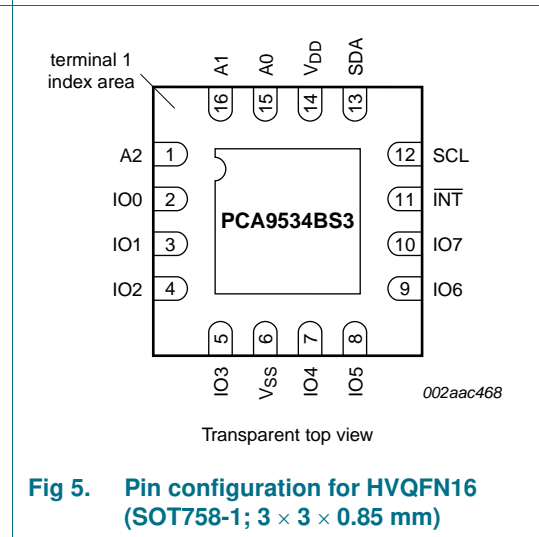 terminal 1
index area
A1
A0
VDD
SDA
16
15
14
13
A2 1
12 SCL
IO0 2
11 INT
PCA9534BS3
IO1 3
10 IO7
IO2 4
9 IO6
5
6
7
8
IO3
VSS
IO4
IO5
002aac468
Transparent top view
Fig 5. Pin configuration for HVQFN16
(SOT758-1; 3 × 3 × 0.85 mm)